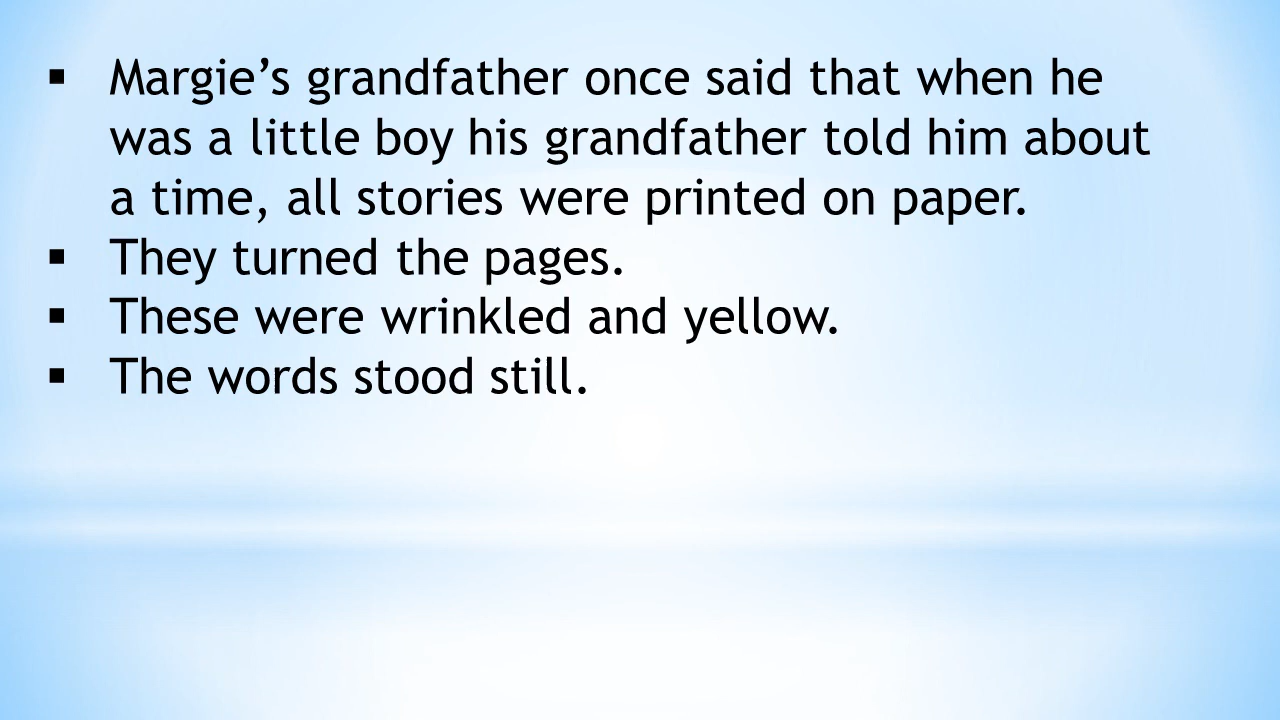 ▪ Margie’s grandfather once said that when he
was a little boy his grandfather told him about
a time, all stories were printed on paper.
▪ They turned the pages.
▪ These were wrinkled and yellow.
▪ The words stood still.